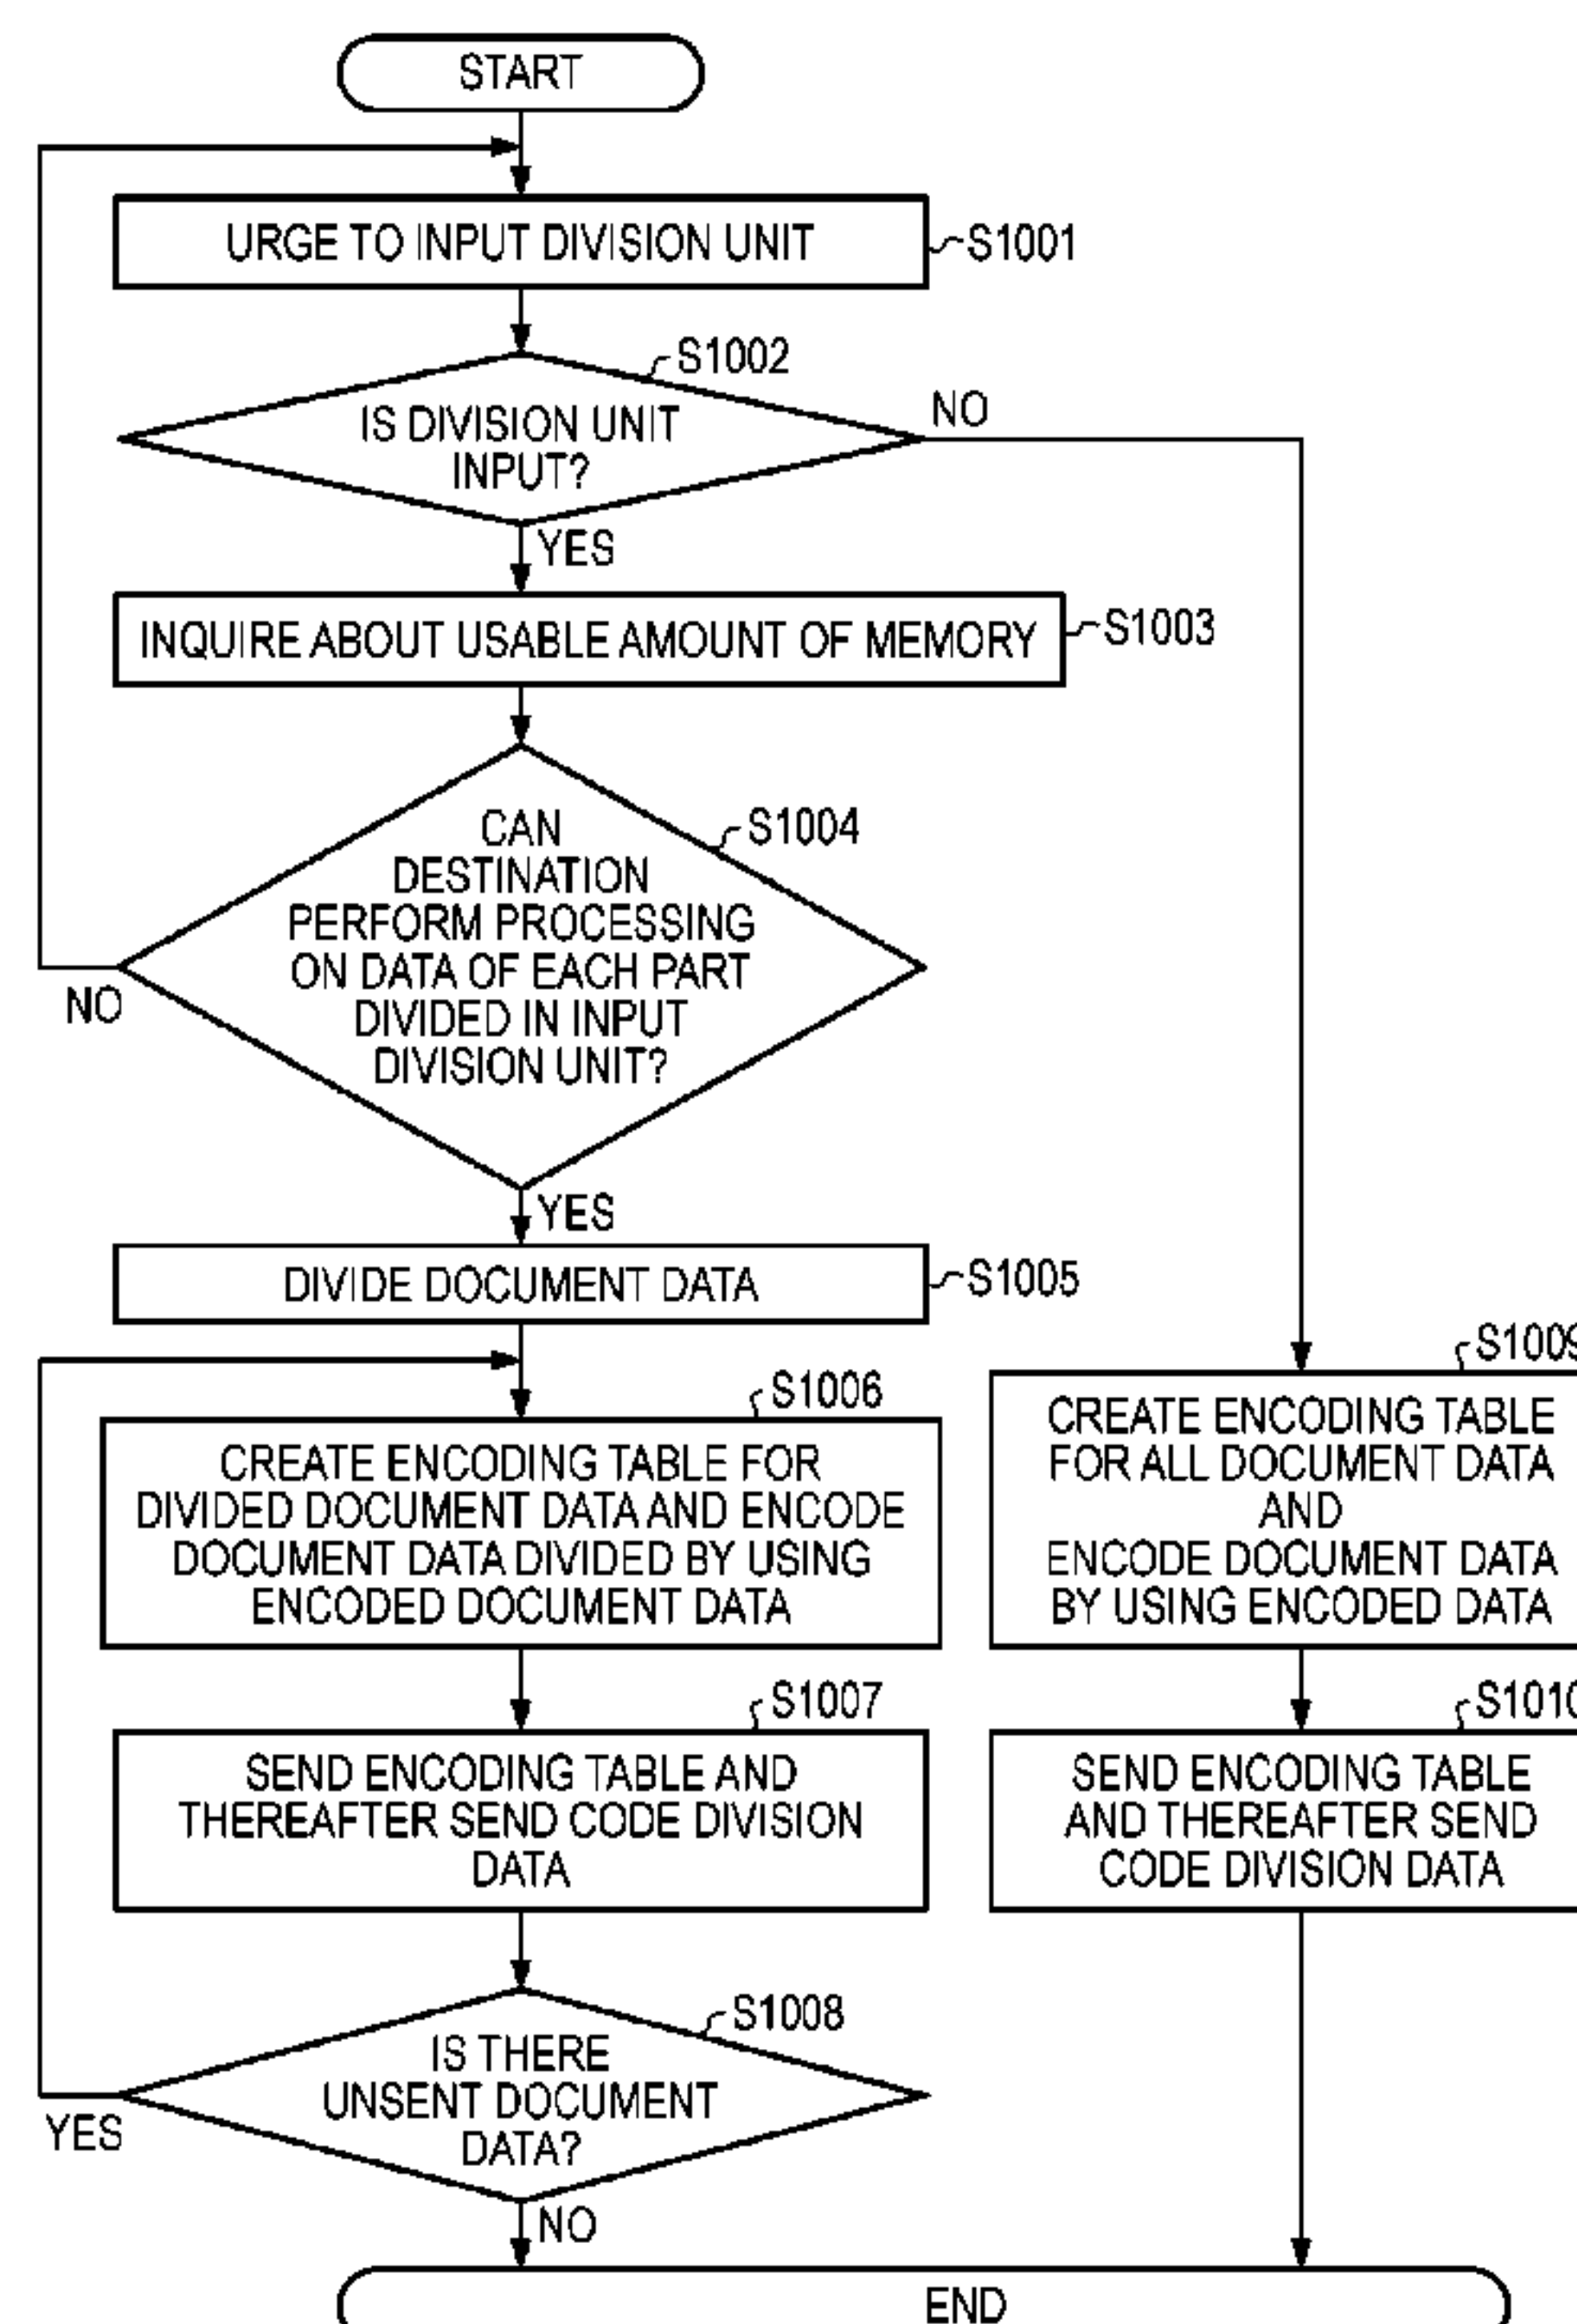 START
URGE TO INPUT DIVISION UNIT
S1001
S1002
IS DIVISION UNIT
INPUT?
NO
YES
INQUIRE ABOUT USABLE AMOUNT OF MEMORY
S1003
S1004
CAN
DESTINATION
PERFORM PROCESSING
ON DATA OF EACH PART
DIVIDED IN INPUT
DIVISION UNIT?
NO
YES
DIVIDE DOCUMENT DATA
S1005
S1006
CREATE ENCODING TABLE FOR
DIVIDED DOCUMENT DATA AND ENCODE
DOCUMENT DATA DIVIDED BY USING
ENCODED DOCUMENT DATA
S1007
SEND ENCODING TABLE AND
THEREAFTER SEND CODE DIVISION
DATA
S1008
IS THERE
UNSENT DOCUMENT
DATA?
YES
NO
S1009
CREATE ENCODING TABLE
FOR ALL DOCUMENT DATA
AND
ENCODE DOCUMENT DATA
BY USING ENCODED DATA
S1010
SEND ENCODING TABLE
AND THEREAFTER SEND
CODE DIVISION DATA
END